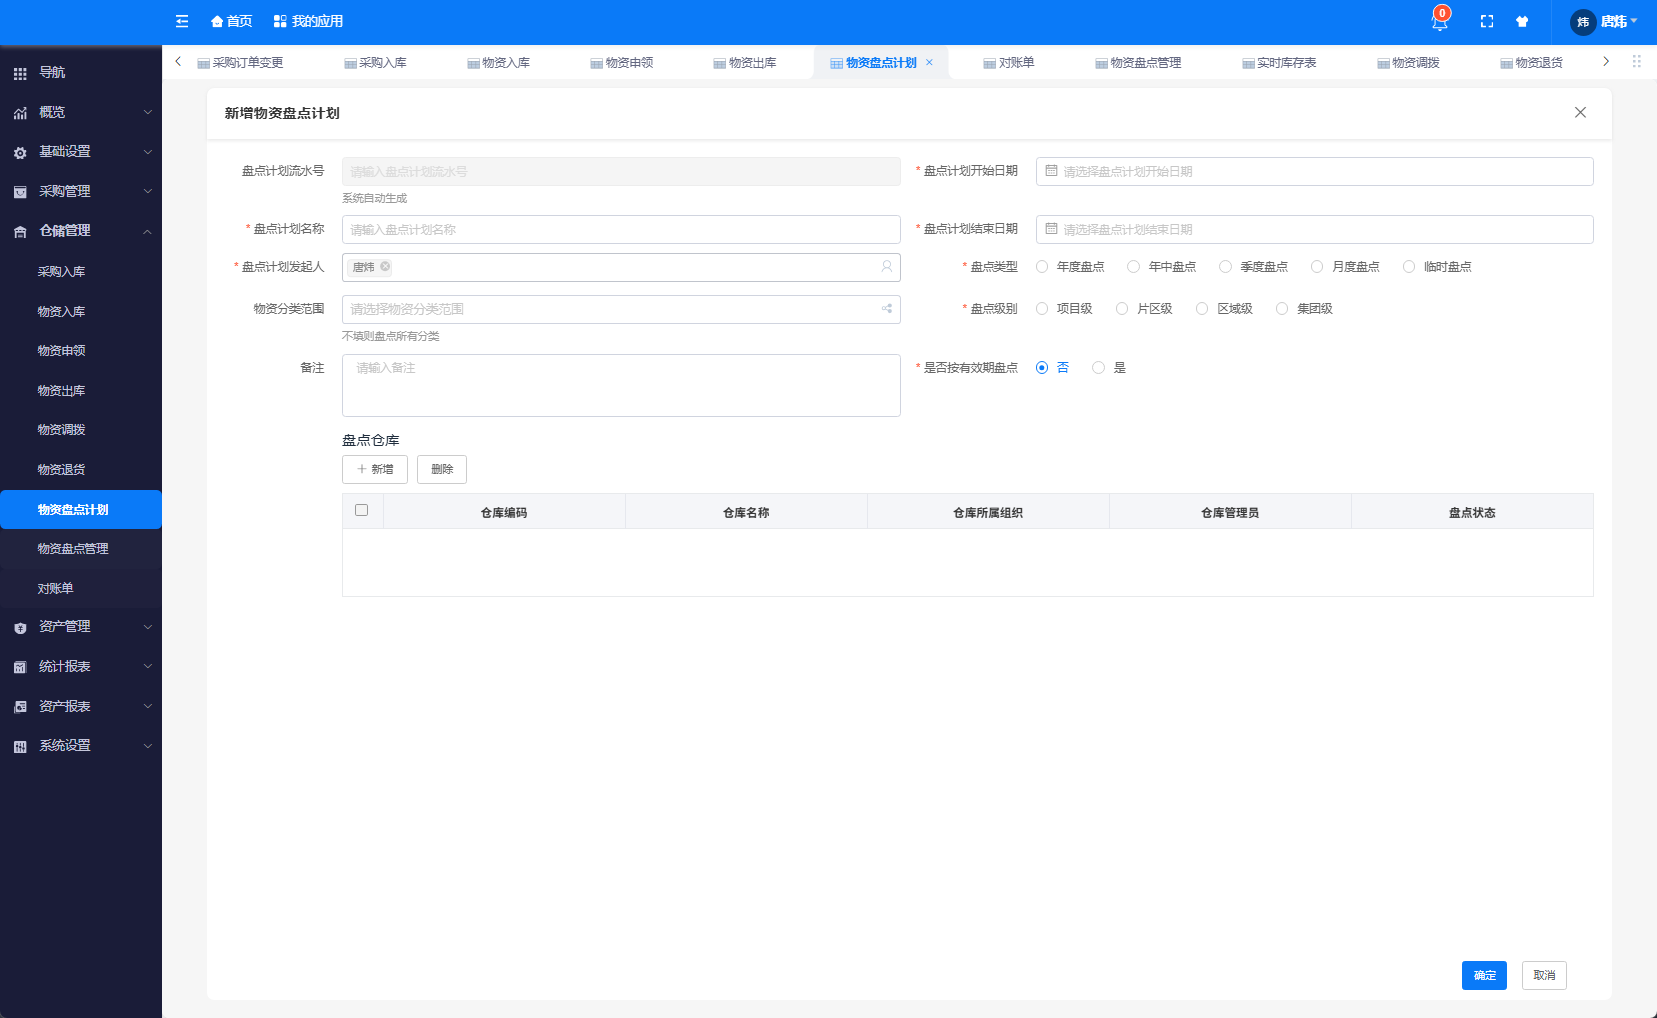 首页 我的应用 0 炜 唐炜
采购订单变更 采购入库 物资入库 物资申领 物资出库 物资盘点计划 对账单 物资盘点管理 实时库存表 物资调拨 物资退货
导航
概览
基础设置
采购管理
仓储管理
采购入库
物资入库
物资申领
物资出库
物资调拨
物资退货
物资盘点计划
物资盘点管理
对账单
资产管理
统计报表
资产报表
系统设置
新增物资盘点计划
盘点计划流水号 请输入盘点计划流水号 * 盘点计划开始日期 请选择盘点计划开始日期
系统自动生成
* 盘点计划名称 请输入盘点计划名称 * 盘点计划结束日期 请选择盘点计划结束日期
* 盘点计划发起人 唐炜 * 盘点类型 年度盘点 年中盘点 季度盘点 月度盘点 临时盘点
物资分类范围 请选择物资分类范围 * 盘点级别 项目级 片区级 区域级 集团级
不填则盘点所有分类
备注 请输入备注 * 是否按有效期盘点 否 是
盘点仓库
新增 删除
仓库编码 仓库名称 仓库所属组织 仓库管理员 盘点状态
确定 取消